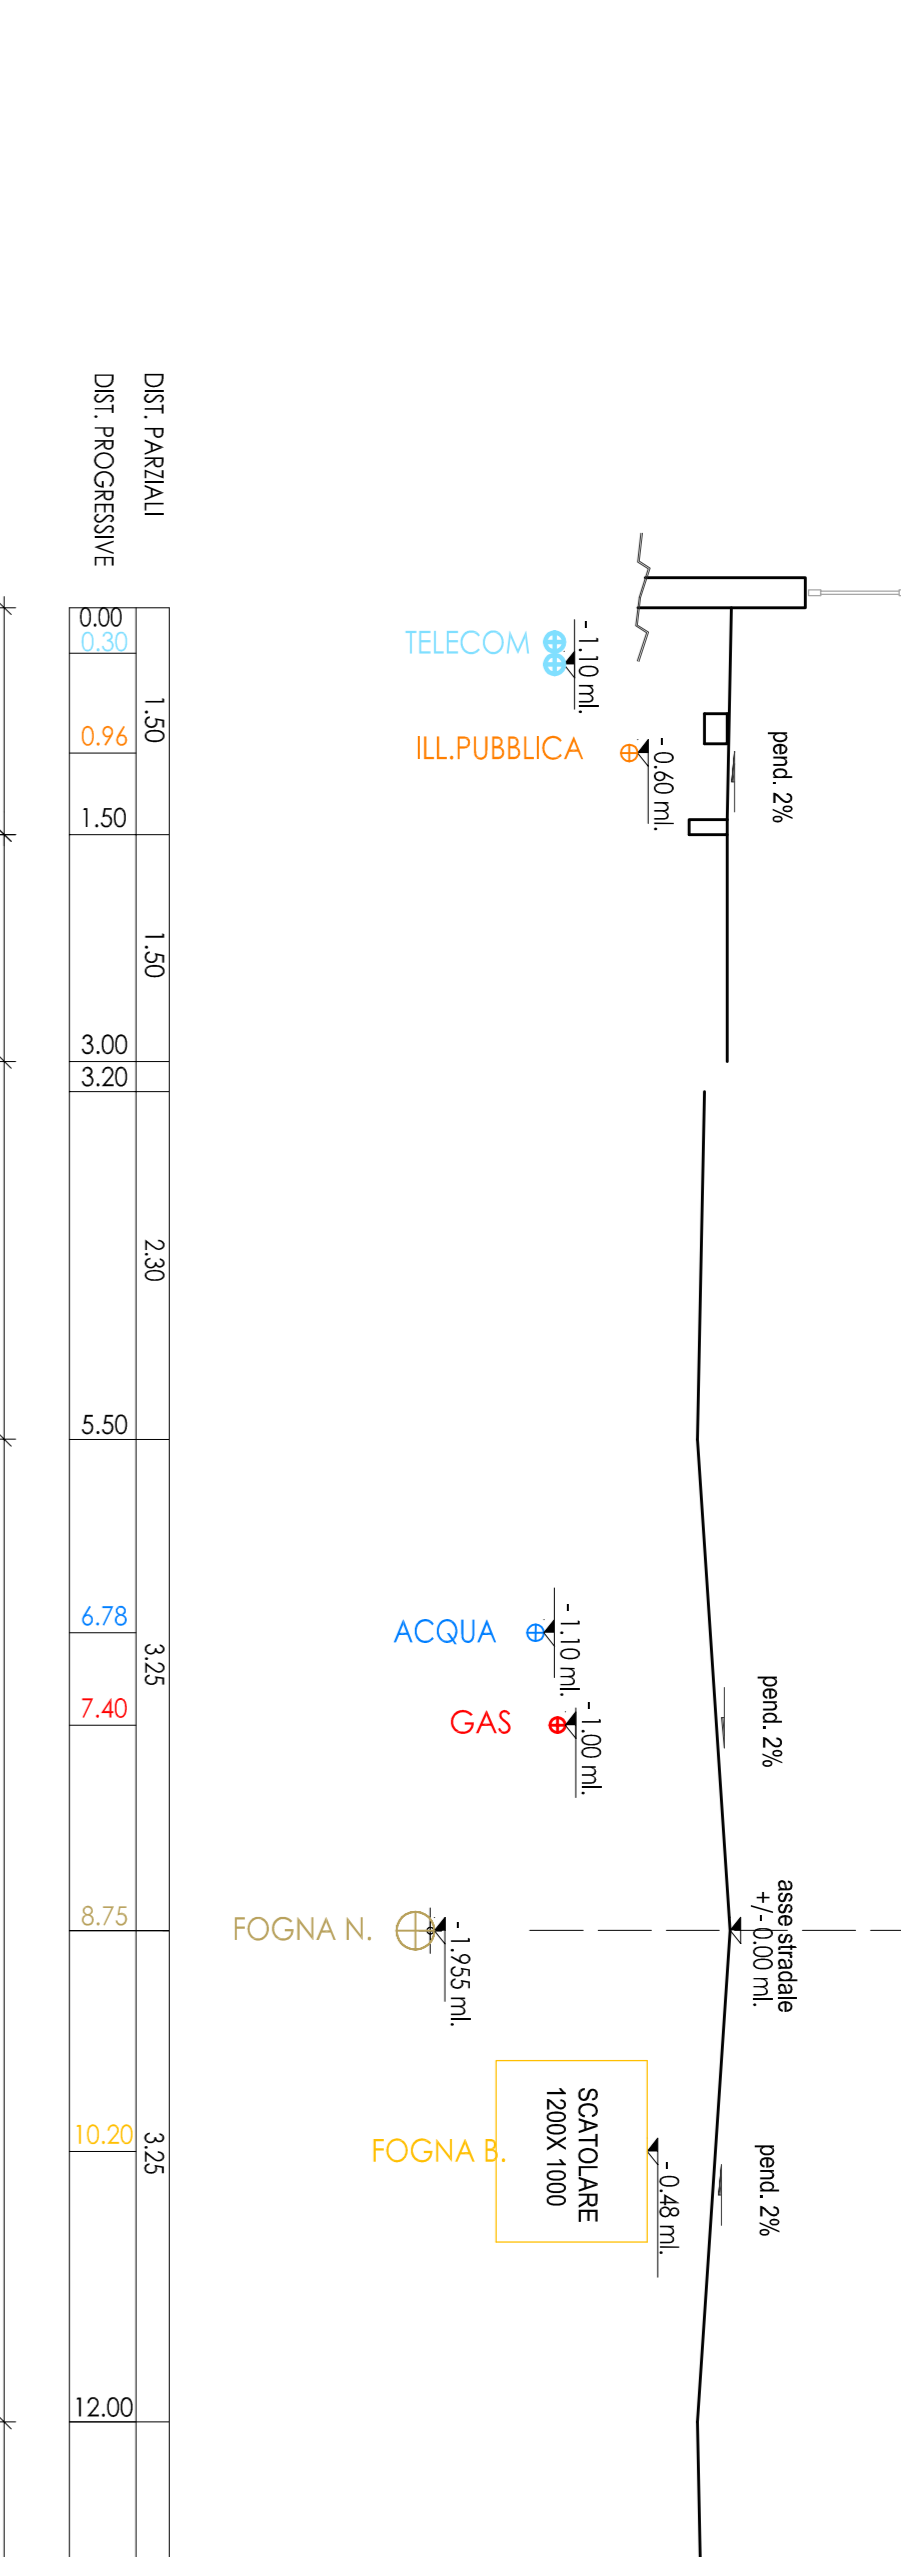 DIST. PARZIALI
DIST. PROGRESSIVE
0.00
0.30
0.96
1.50
3.00
3.20
5.50
6.78
7.40
8.75
10.20
12.00
1.50
1.50
2.30
3.25
3.25
TELECOM
- 1.10 ml.
ILL.PUBBLICA
- 0.60 ml.
pend. 2%
ACQUA
- 1.10 ml.
GAS
- 1.00 ml.
pend. 2%
FOGNA N.
- 1.955 ml.
asse stradale
+/- 0.00 ml.
FOGNA B.
SCATOLARE
1200X 1000
- 0.48 ml.
pend. 2%